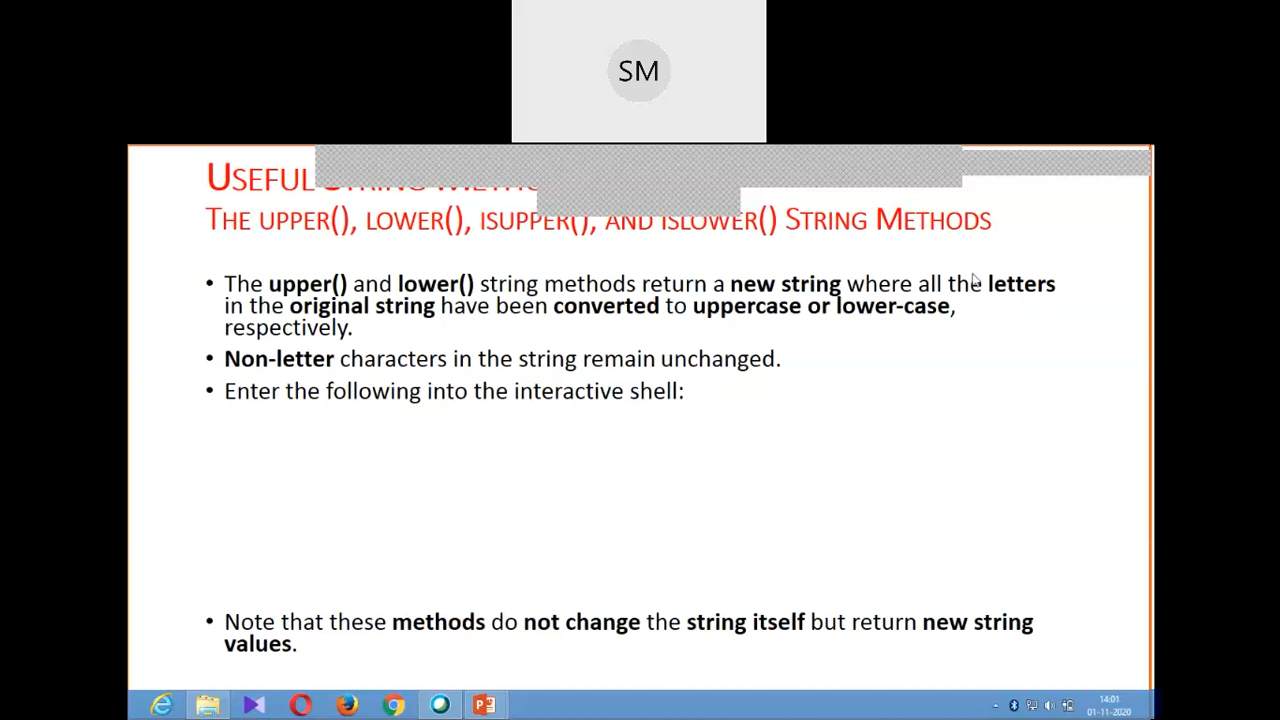 SM
USEFUL
THE UPPER(), LOWER(), ISUPPER(), AND ISLOWER() STRING METHODS
• The upper() and lower() string methods return a new string where all the letters
in the original string have been converted to uppercase or lower-case,
respectively.
• Non-letter characters in the string remain unchanged.
• Enter the following into the interactive shell:
• Note that these methods do not change the string itself but return new string
values.
14:01
01-11-2020